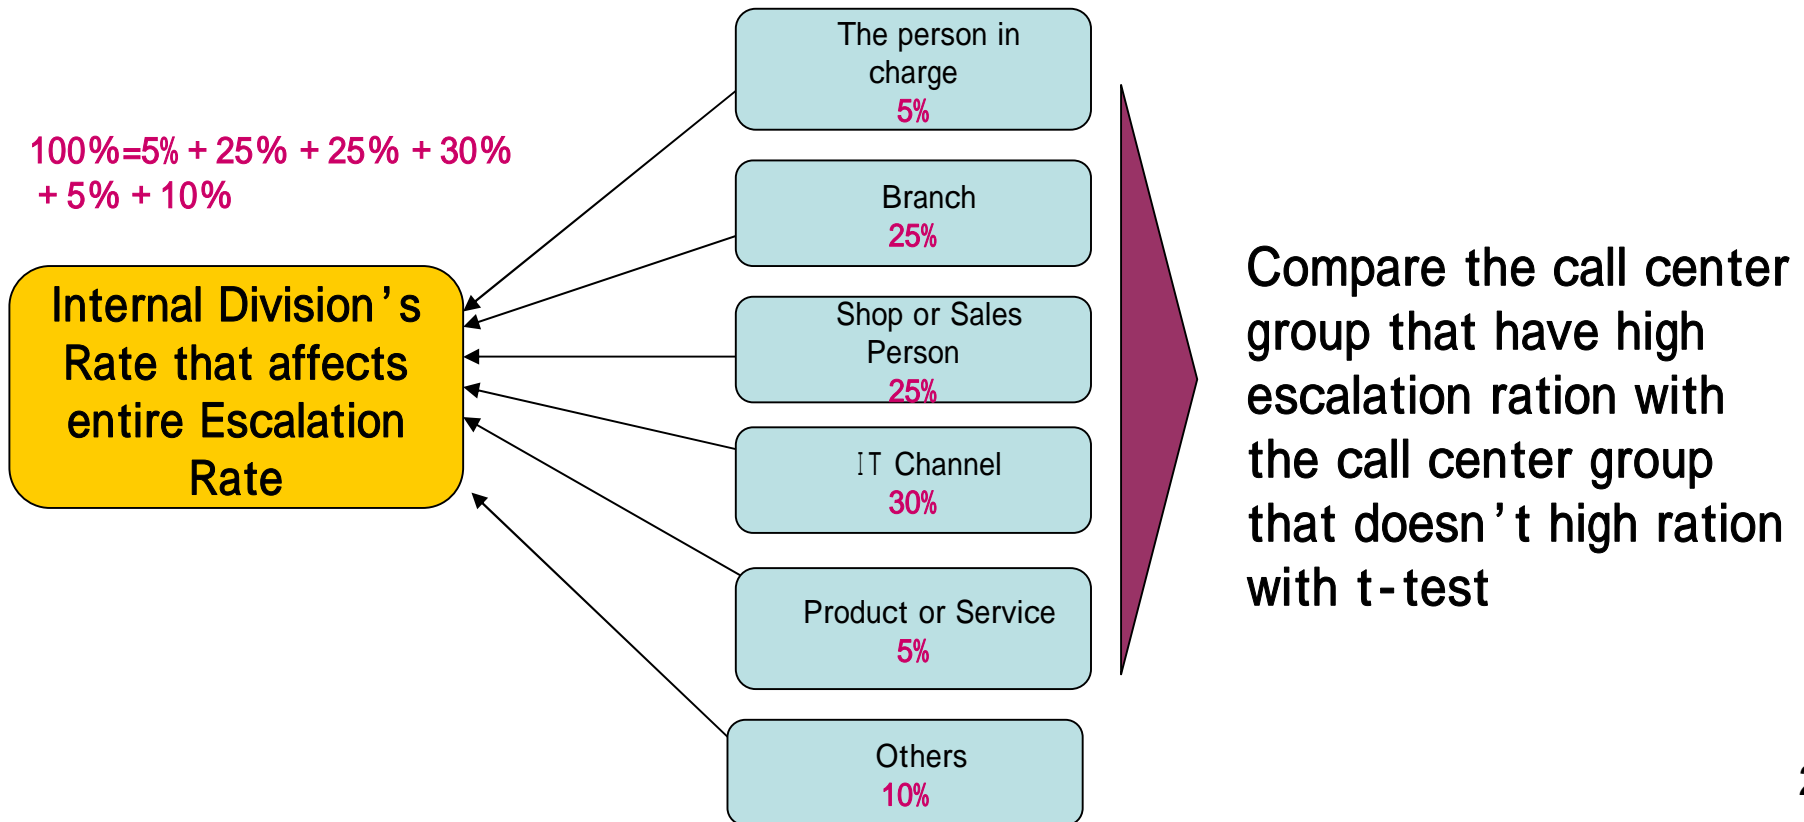 100%=5% + 25% + 25% + 30%
+ 5% + 10%
Internal Division’s
Rate that affects
entire Escalation
Rate
The person in
charge
5%
Branch
25%
Shop or Sales
Person
25%
IT Channel
30%
Product or Service
5%
Others
10%
Compare the call center
group that have high
escalation ration with
the call center group
that doesn’t high ration
with t-test